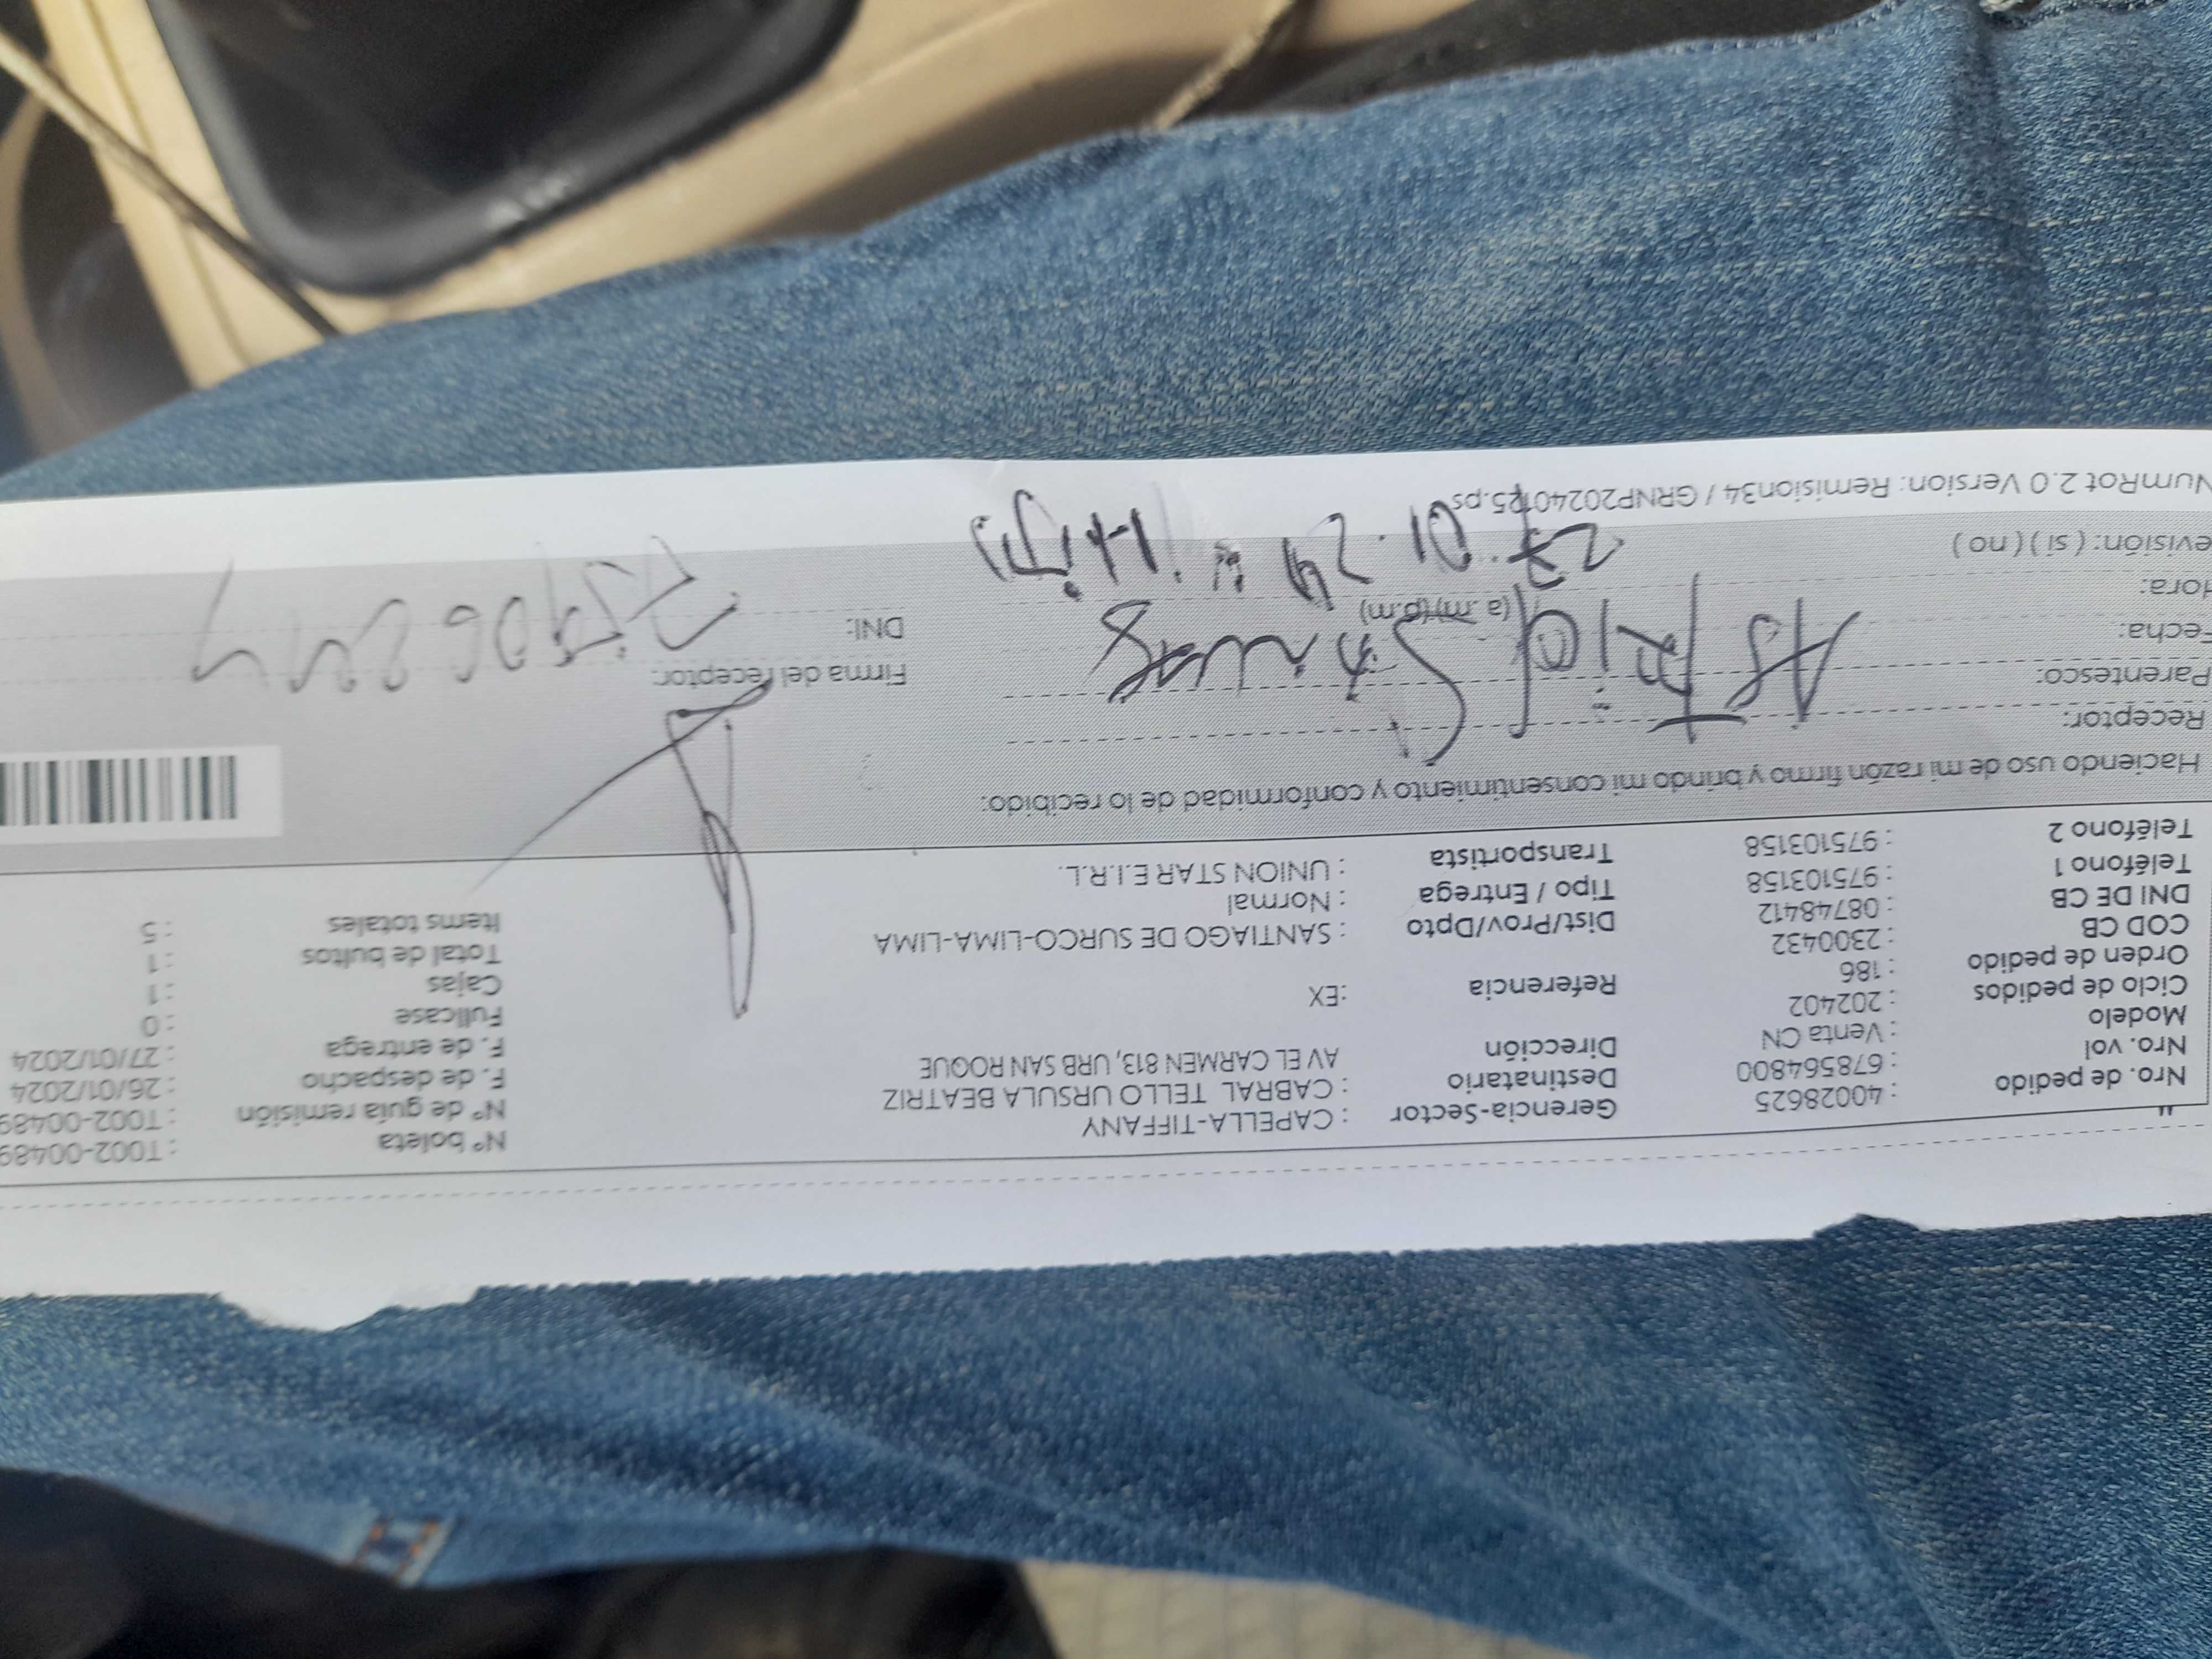 Nro. de pedido : 40028625 Gerencia-Sector : CAPELLA-TIFFANY Nº boleta : T002-00489
Nro. vol : 678564800 Destinatario : CABRAL TELLO URSULA BEATRIZ Nº de guía remisión : T002-00489
Modelo : Venta CN Dirección AV EL CARMEN 813, URB SAN ROQUE F. de despacho : 26/01/2024
Ciclo de pedidos : 202402 F. de entrega : 27/01/2024
Orden de pedido : 186 Referencia :EX Fullcase : 0
COD CB : 2300432 Cajas : 1
DNI DE CB : 08748412 Dist/Prov/Dpto : SANTIAGO DE SURCO-LIMA-LIMA Total de bultos : 1
Teléfono 1 : 975103158 Tipo / Entrega : Normal Items totales : 5
Teléfono 2 : 975103158 Transportista : UNION STAR E.I.R.L.
Haciendo uso de mi razón firmo y brindo mi consentimiento y conformidad de lo recibido:
Receptor:
Parentesco: Firma del receptor:
Fecha: Astrid DNI:
Hora: (a .m) (p.m)
evisión: ( sí ) ( no ) 27.01.24
NumRot 2.0 Version: Remision34 / GRNP20240125.ps